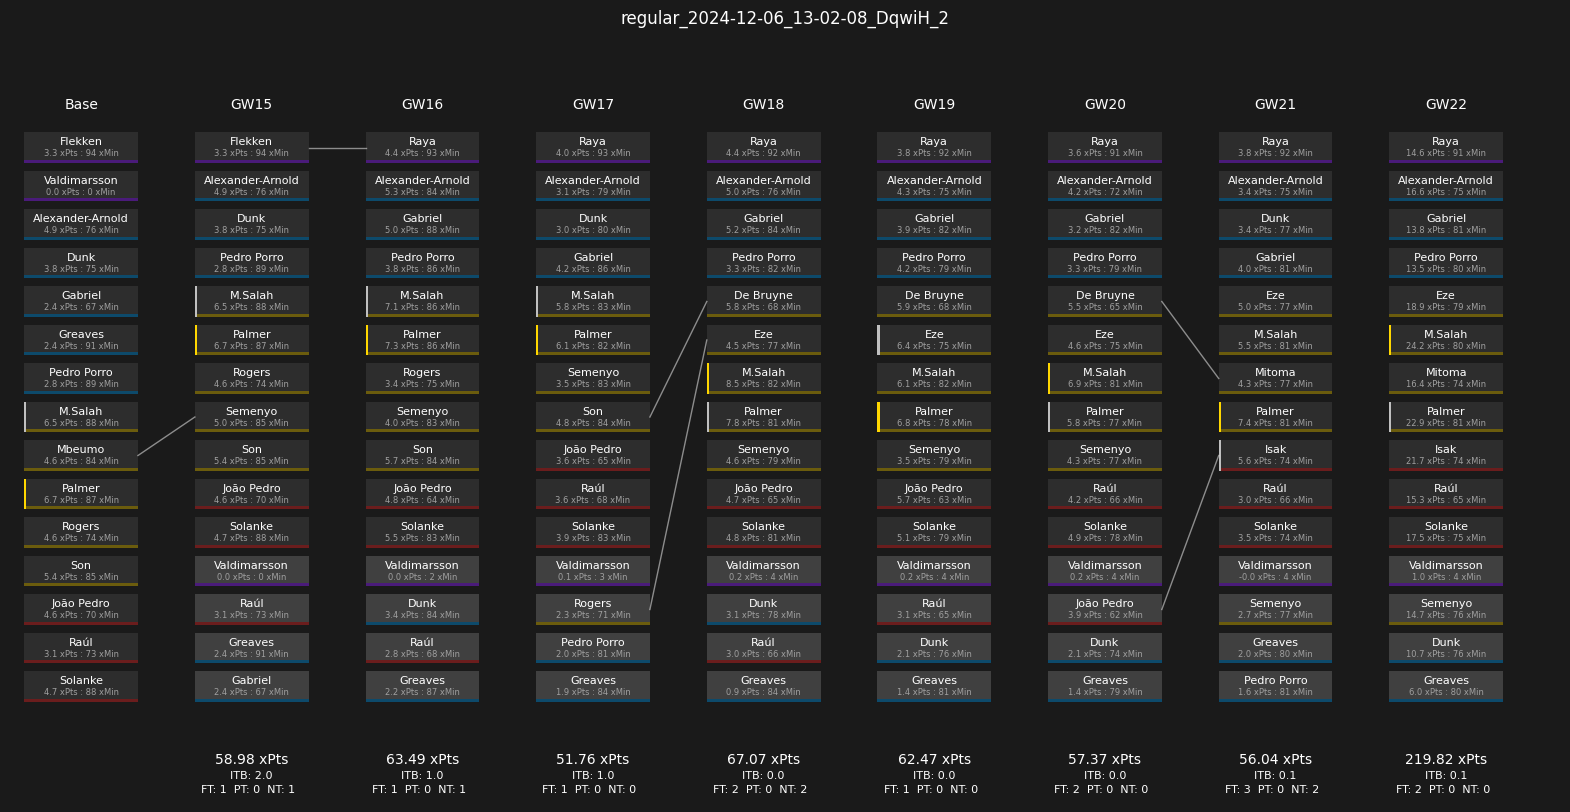 regular_2024-12-06_13-02-08_DqwiH_2
Base
Flekken
3.3 xPts : 94 xMin
Valdimarsson
0.0 xPts : 0 xMin
Alexander-Arnold
4.9 xPts : 76 xMin
Dunk
3.8 xPts : 75 xMin
Gabriel
2.4 xPts : 67 xMin
Greaves
2.4 xPts : 91 xMin
Pedro Porro
2.8 xPts : 89 xMin
M.Salah
6.5 xPts : 88 xMin
Mbeumo
4.6 xPts : 84 xMin
Palmer
6.7 xPts : 87 xMin
Rogers
4.6 xPts : 74 xMin
Son
5.4 xPts : 85 xMin
João Pedro
4.6 xPts : 70 xMin
Raúl
3.1 xPts : 73 xMin
Solanke
4.7 xPts : 88 xMin
GW15
Flekken
3.3 xPts : 94 xMin
Alexander-Arnold
4.9 xPts : 76 xMin
Dunk
3.8 xPts : 75 xMin
Pedro Porro
2.8 xPts : 89 xMin
M.Salah
6.5 xPts : 88 xMin
Palmer
6.7 xPts : 87 xMin
Rogers
4.6 xPts : 74 xMin
Semenyo
5.0 xPts : 85 xMin
Son
5.4 xPts : 85 xMin
João Pedro
4.6 xPts : 70 xMin
Solanke
4.7 xPts : 88 xMin
Valdimarsson
0.0 xPts : 0 xMin
Raúl
3.1 xPts : 73 xMin
Greaves
2.4 xPts : 91 xMin
Gabriel
2.4 xPts : 67 xMin
58.98 xPts
ITB: 2.0
FT: 1 PT: 0 NT: 1
GW16
Raya
4.4 xPts : 93 xMin
Alexander-Arnold
5.3 xPts : 84 xMin
Gabriel
5.0 xPts : 88 xMin
Pedro Porro
3.8 xPts : 86 xMin
M.Salah
7.1 xPts : 86 xMin
Palmer
7.3 xPts : 86 xMin
Rogers
3.4 xPts : 75 xMin
Semenyo
4.0 xPts : 83 xMin
Son
5.7 xPts : 84 xMin
João Pedro
4.8 xPts : 64 xMin
Solanke
5.5 xPts : 83 xMin
Valdimarsson
0.0 xPts : 2 xMin
Dunk
3.4 xPts : 84 xMin
Raúl
2.8 xPts : 68 xMin
Greaves
2.2 xPts : 87 xMin
63.49 xPts
ITB: 1.0
FT: 1 PT: 0 NT: 1
GW17
Raya
4.0 xPts : 93 xMin
Alexander-Arnold
3.1 xPts : 79 xMin
Dunk
3.0 xPts : 80 xMin
Gabriel
4.2 xPts : 86 xMin
M.Salah
5.8 xPts : 83 xMin
Palmer
6.1 xPts : 82 xMin
Semenyo
3.5 xPts : 83 xMin
Son
4.8 xPts : 84 xMin
João Pedro
3.6 xPts : 65 xMin
Raúl
3.6 xPts : 68 xMin
Solanke
3.9 xPts : 83 xMin
Valdimarsson
0.1 xPts : 3 xMin
Rogers
2.3 xPts : 71 xMin
Pedro Porro
2.0 xPts : 81 xMin
Greaves
1.9 xPts : 84 xMin
51.76 xPts
ITB: 1.0
FT: 1 PT: 0 NT: 0
GW18
Raya
4.4 xPts : 92 xMin
Alexander-Arnold
5.0 xPts : 76 xMin
Gabriel
5.2 xPts : 84 xMin
Pedro Porro
3.3 xPts : 82 xMin
De Bruyne
5.8 xPts : 68 xMin
Eze
4.5 xPts : 77 xMin
M.Salah
8.5 xPts : 82 xMin
Palmer
7.8 xPts : 81 xMin
Semenyo
4.6 xPts : 79 xMin
João Pedro
4.7 xPts : 65 xMin
Solanke
4.8 xPts : 81 xMin
Valdimarsson
0.2 xPts : 4 xMin
Dunk
3.1 xPts : 78 xMin
Raúl
3.0 xPts : 66 xMin
Greaves
0.9 xPts : 84 xMin
67.07 xPts
ITB: 0.0
FT: 2 PT: 0 NT: 2
GW19
Raya
3.8 xPts : 92 xMin
Alexander-Arnold
4.3 xPts : 75 xMin
Gabriel
3.9 xPts : 82 xMin
Pedro Porro
4.2 xPts : 79 xMin
De Bruyne
5.9 xPts : 68 xMin
Eze
6.4 xPts : 75 xMin
M.Salah
6.1 xPts : 82 xMin
Palmer
6.8 xPts : 78 xMin
Semenyo
3.5 xPts : 79 xMin
João Pedro
5.7 xPts : 63 xMin
Solanke
5.1 xPts : 79 xMin
Valdimarsson
0.2 xPts : 4 xMin
Raúl
3.1 xPts : 65 xMin
Dunk
2.1 xPts : 76 xMin
Greaves
1.4 xPts : 81 xMin
62.47 xPts
ITB: 0.0
FT: 1 PT: 0 NT: 0
GW20
Raya
3.6 xPts : 91 xMin
Alexander-Arnold
4.2 xPts : 72 xMin
Gabriel
3.2 xPts : 82 xMin
Pedro Porro
3.3 xPts : 79 xMin
De Bruyne
5.5 xPts : 65 xMin
Eze
4.6 xPts : 75 xMin
M.Salah
6.9 xPts : 81 xMin
Palmer
5.8 xPts : 77 xMin
Semenyo
4.3 xPts : 77 xMin
Raúl
4.2 xPts : 66 xMin
Solanke
4.9 xPts : 78 xMin
Valdimarsson
0.2 xPts : 4 xMin
João Pedro
3.9 xPts : 62 xMin
Dunk
2.1 xPts : 74 xMin
Greaves
1.4 xPts : 79 xMin
57.37 xPts
ITB: 0.0
FT: 2 PT: 0 NT: 0
GW21
Raya
3.8 xPts : 92 xMin
Alexander-Arnold
3.4 xPts : 75 xMin
Dunk
3.4 xPts : 77 xMin
Gabriel
4.0 xPts : 81 xMin
Eze
5.0 xPts : 77 xMin
M.Salah
5.5 xPts : 81 xMin
Mitoma
4.3 xPts : 77 xMin
Palmer
7.4 xPts : 81 xMin
Isak
5.6 xPts : 74 xMin
Raúl
3.0 xPts : 66 xMin
Solanke
3.5 xPts : 74 xMin
Valdimarsson
-0.0 xPts : 4 xMin
Semenyo
2.7 xPts : 77 xMin
Greaves
2.0 xPts : 80 xMin
Pedro Porro
1.6 xPts : 81 xMin
56.04 xPts
ITB: 0.1
FT: 3 PT: 0 NT: 2
GW22
Raya
14.6 xPts : 91 xMin
Alexander-Arnold
16.6 xPts : 75 xMin
Gabriel
13.8 xPts : 81 xMin
Pedro Porro
13.5 xPts : 80 xMin
Eze
18.9 xPts : 79 xMin
M.Salah
24.2 xPts : 80 xMin
Mitoma
16.4 xPts : 74 xMin
Palmer
22.9 xPts : 81 xMin
Isak
21.7 xPts : 74 xMin
Raúl
15.3 xPts : 65 xMin
Solanke
17.5 xPts : 75 xMin
Valdimarsson
1.0 xPts : 4 xMin
Semenyo
14.7 xPts : 76 xMin
Dunk
10.7 xPts : 76 xMin
Greaves
6.0 xPts : 80 xMin
219.82 xPts
ITB: 0.1
FT: 2 PT: 0 NT: 0